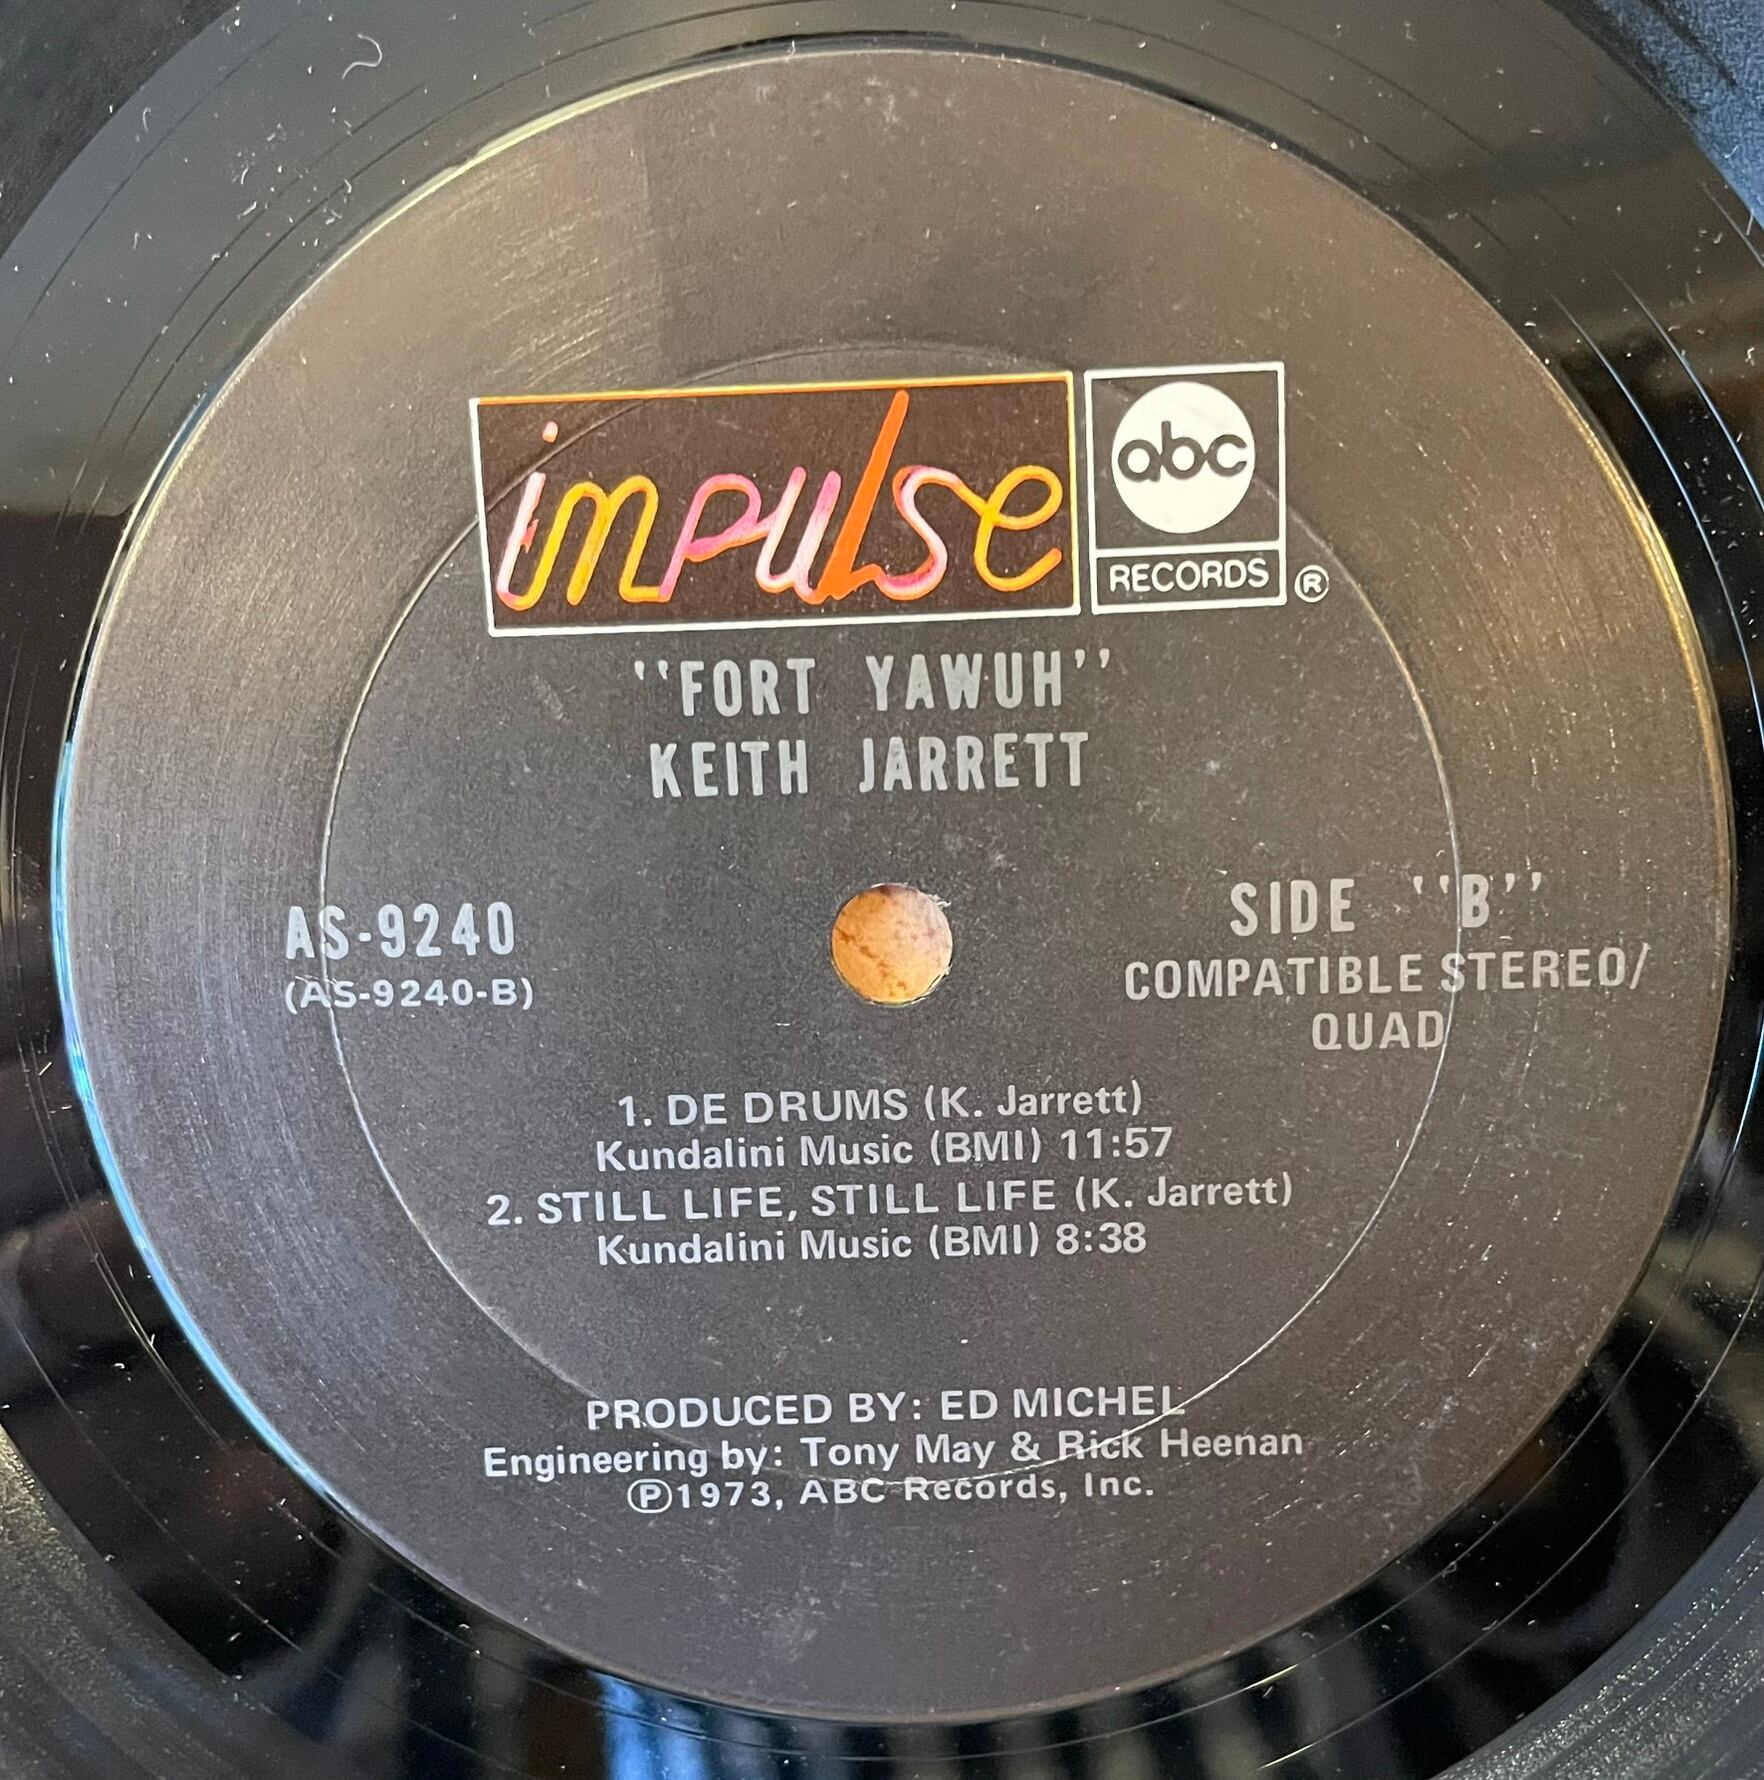 impulse
abc
RECORDS ®
"FORT YAWUH"
KEITH JARRETT
AS-9240
(AS-9240-B)
SIDE "B"
COMPATIBLE STEREO/
QUAD
1. DE DRUMS (K. Jarrett)
Kundalini Music (BMI) 11:57
2. STILL LIFE, STILL LIFE (K. Jarrett)
Kundalini Music (BMI) 8:38
PRODUCED BY: ED MICHEL
Engineering by: Tony May & Rick Heenan
Ⓟ1973, ABC Records, Inc.